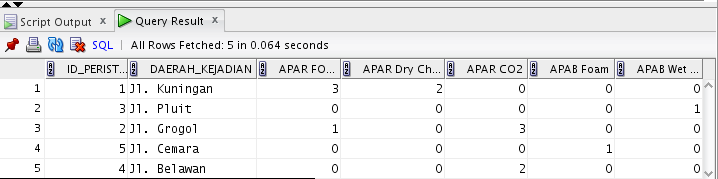 Script Output x Query Result x
SQL | All Rows Fetched: 5 in 0.064 seconds
ID_PERIST... DAERAH_KEJADIAN APAR FO... APAR Dry Ch... APAR CO2 APAB Foam APAB Wet ...
1 1 Jl. Kuningan 3 2 0 0 0
2 3 Jl. Pluit 0 0 0 0 1
3 2 Jl. Grogol 1 0 3 0 0
4 5 Jl. Cemara 0 0 0 1 0
5 4 Jl. Belawan 0 0 2 0 0